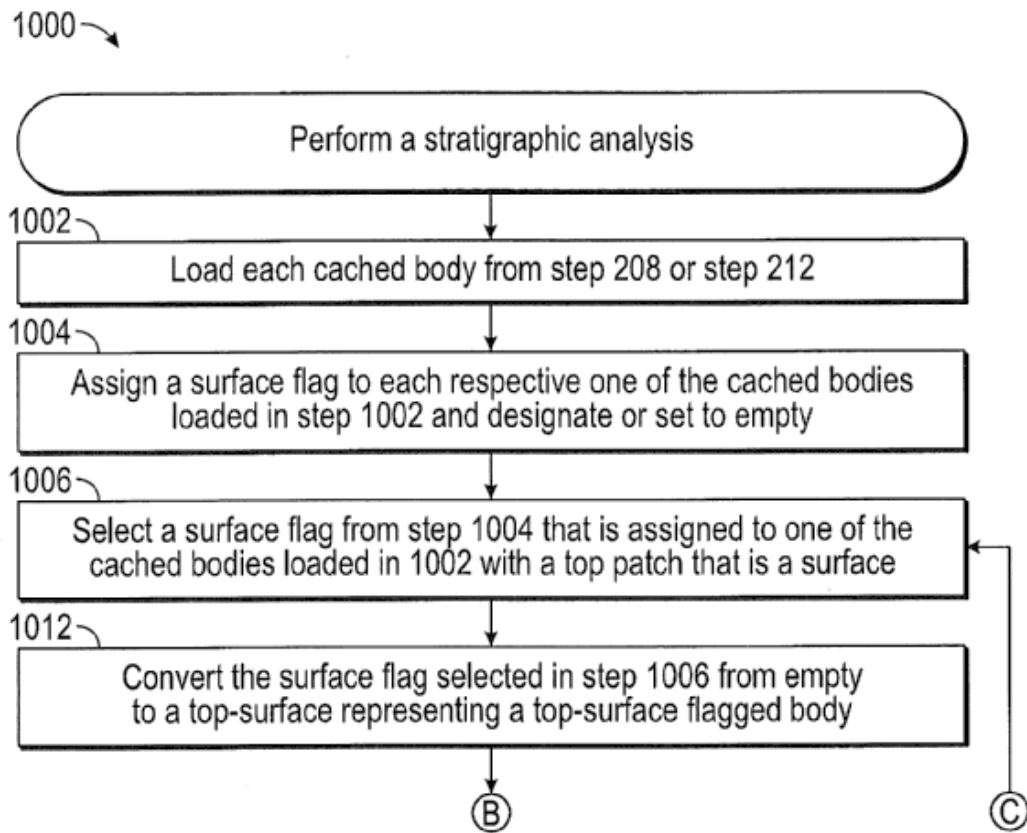 1000
Perform a stratigraphic analysis
1002
Load each cached body from step 208 or step 212
1004
Assign a surface flag to each respective one of the cached bodies
loaded in step 1002 and designate or set to empty
1006
Select a surface flag from step 1004 that is assigned to one of the
cached bodies loaded in 1002 with a top patch that is a surface
1012
Convert the surface flag selected in step 1006 from empty
to a top-surface representing a top-surface flagged body
B
C